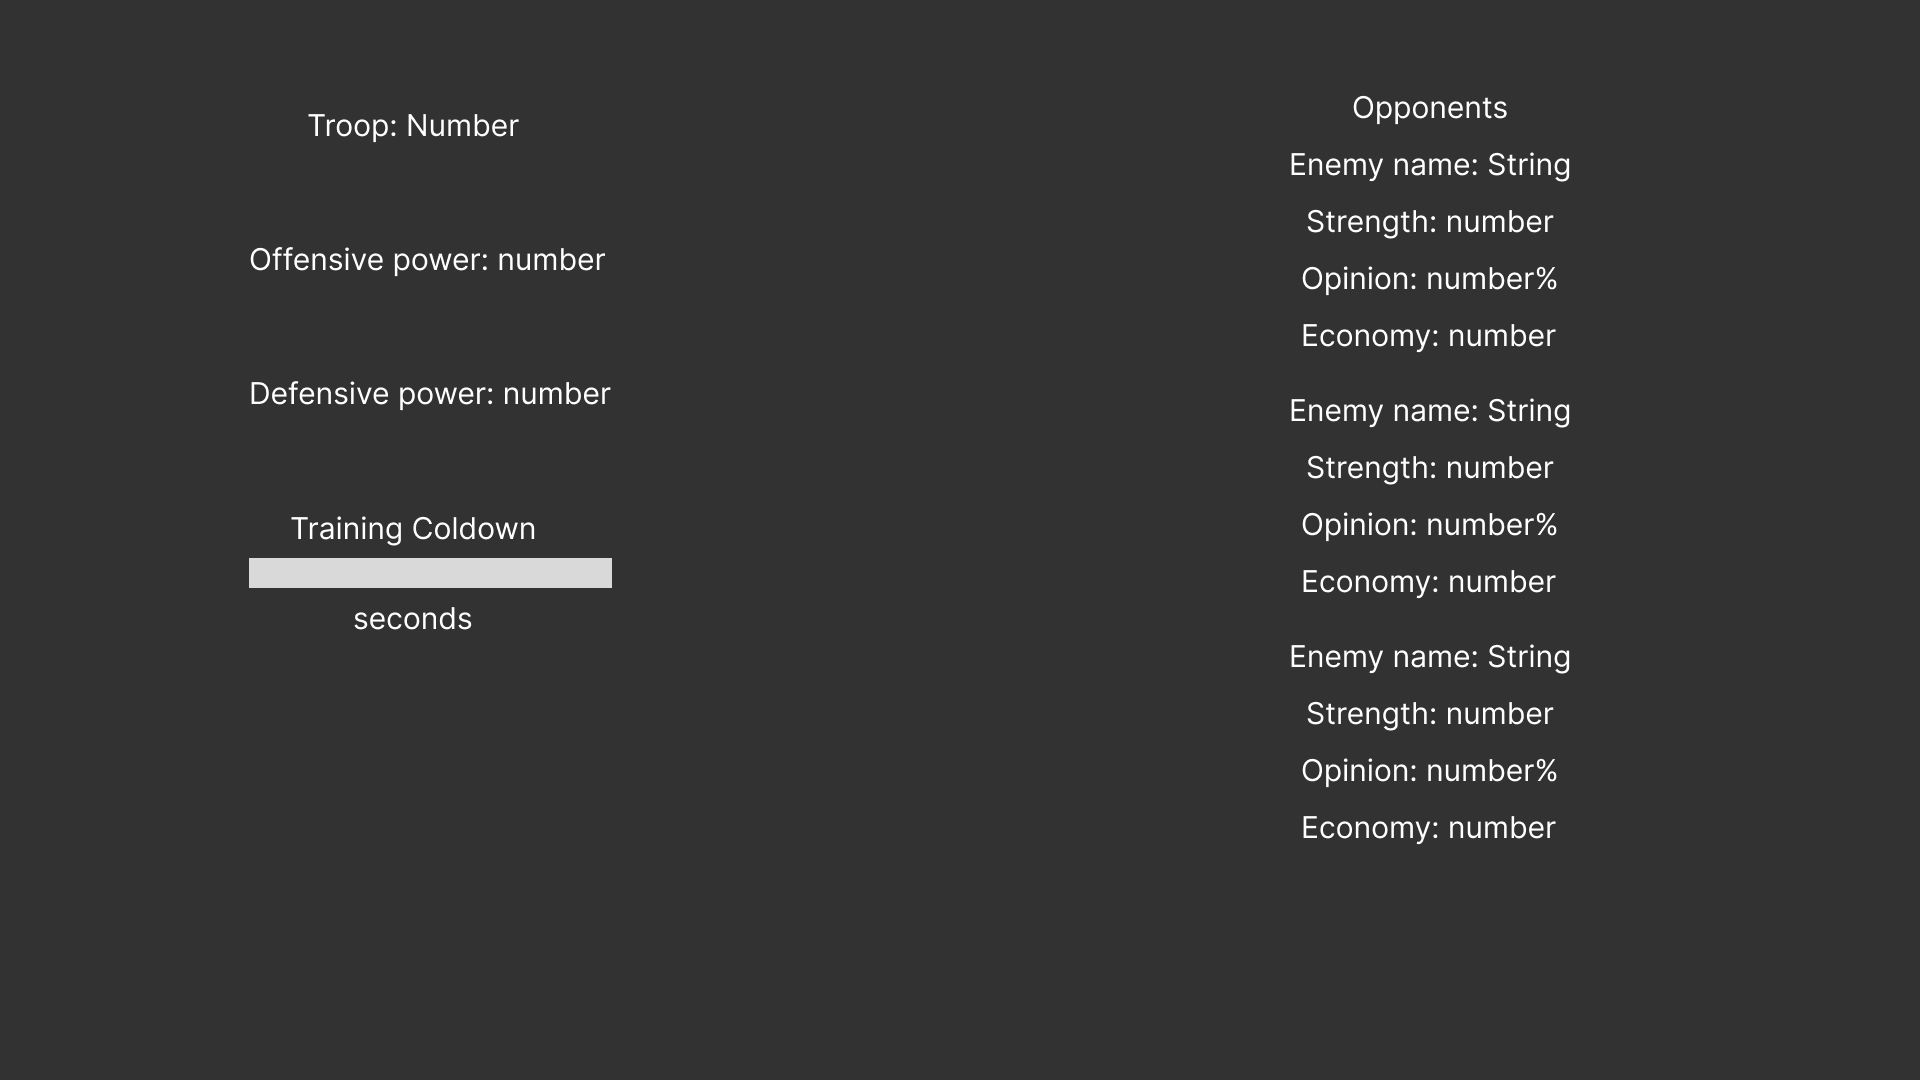 Troop: Number
Offensive power: number
Defensive power: number
Training Coldown
seconds
Opponents
Enemy name: String
Strength: number
Opinion: number%
Economy: number
Enemy name: String
Strength: number
Opinion: number%
Economy: number
Enemy name: String
Strength: number
Opinion: number%
Economy: number